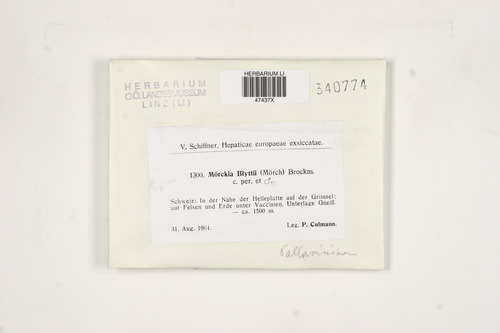 HERBARIUM
O.Ö. LANDESMUSEUM
LINZ (LI)
HERBARIUM LI
47437X
340774
V. Schiffner, Hepaticae europaeae exsiccatae.
1300. Mörckia Blyttii (Mörch) Brockm.
c. per. et ♂.
Schweiz: In der Nähe der Helleplatte auf der Grimsel:
auf Felsen und Erde unter Vaccinien. Unterlage Gneiß.
— ca. 1500 m.
31. Aug. 1904.
Leg. P. Culmann.